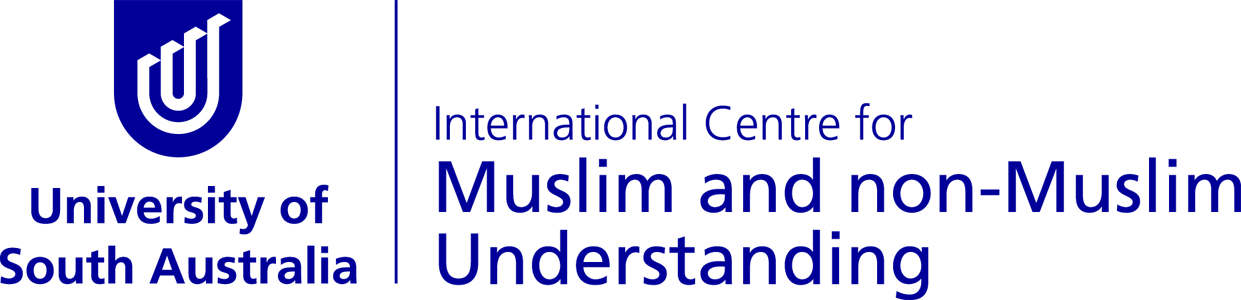 University of
South Australia
International Centre for
Muslim and non-Muslim
Understanding